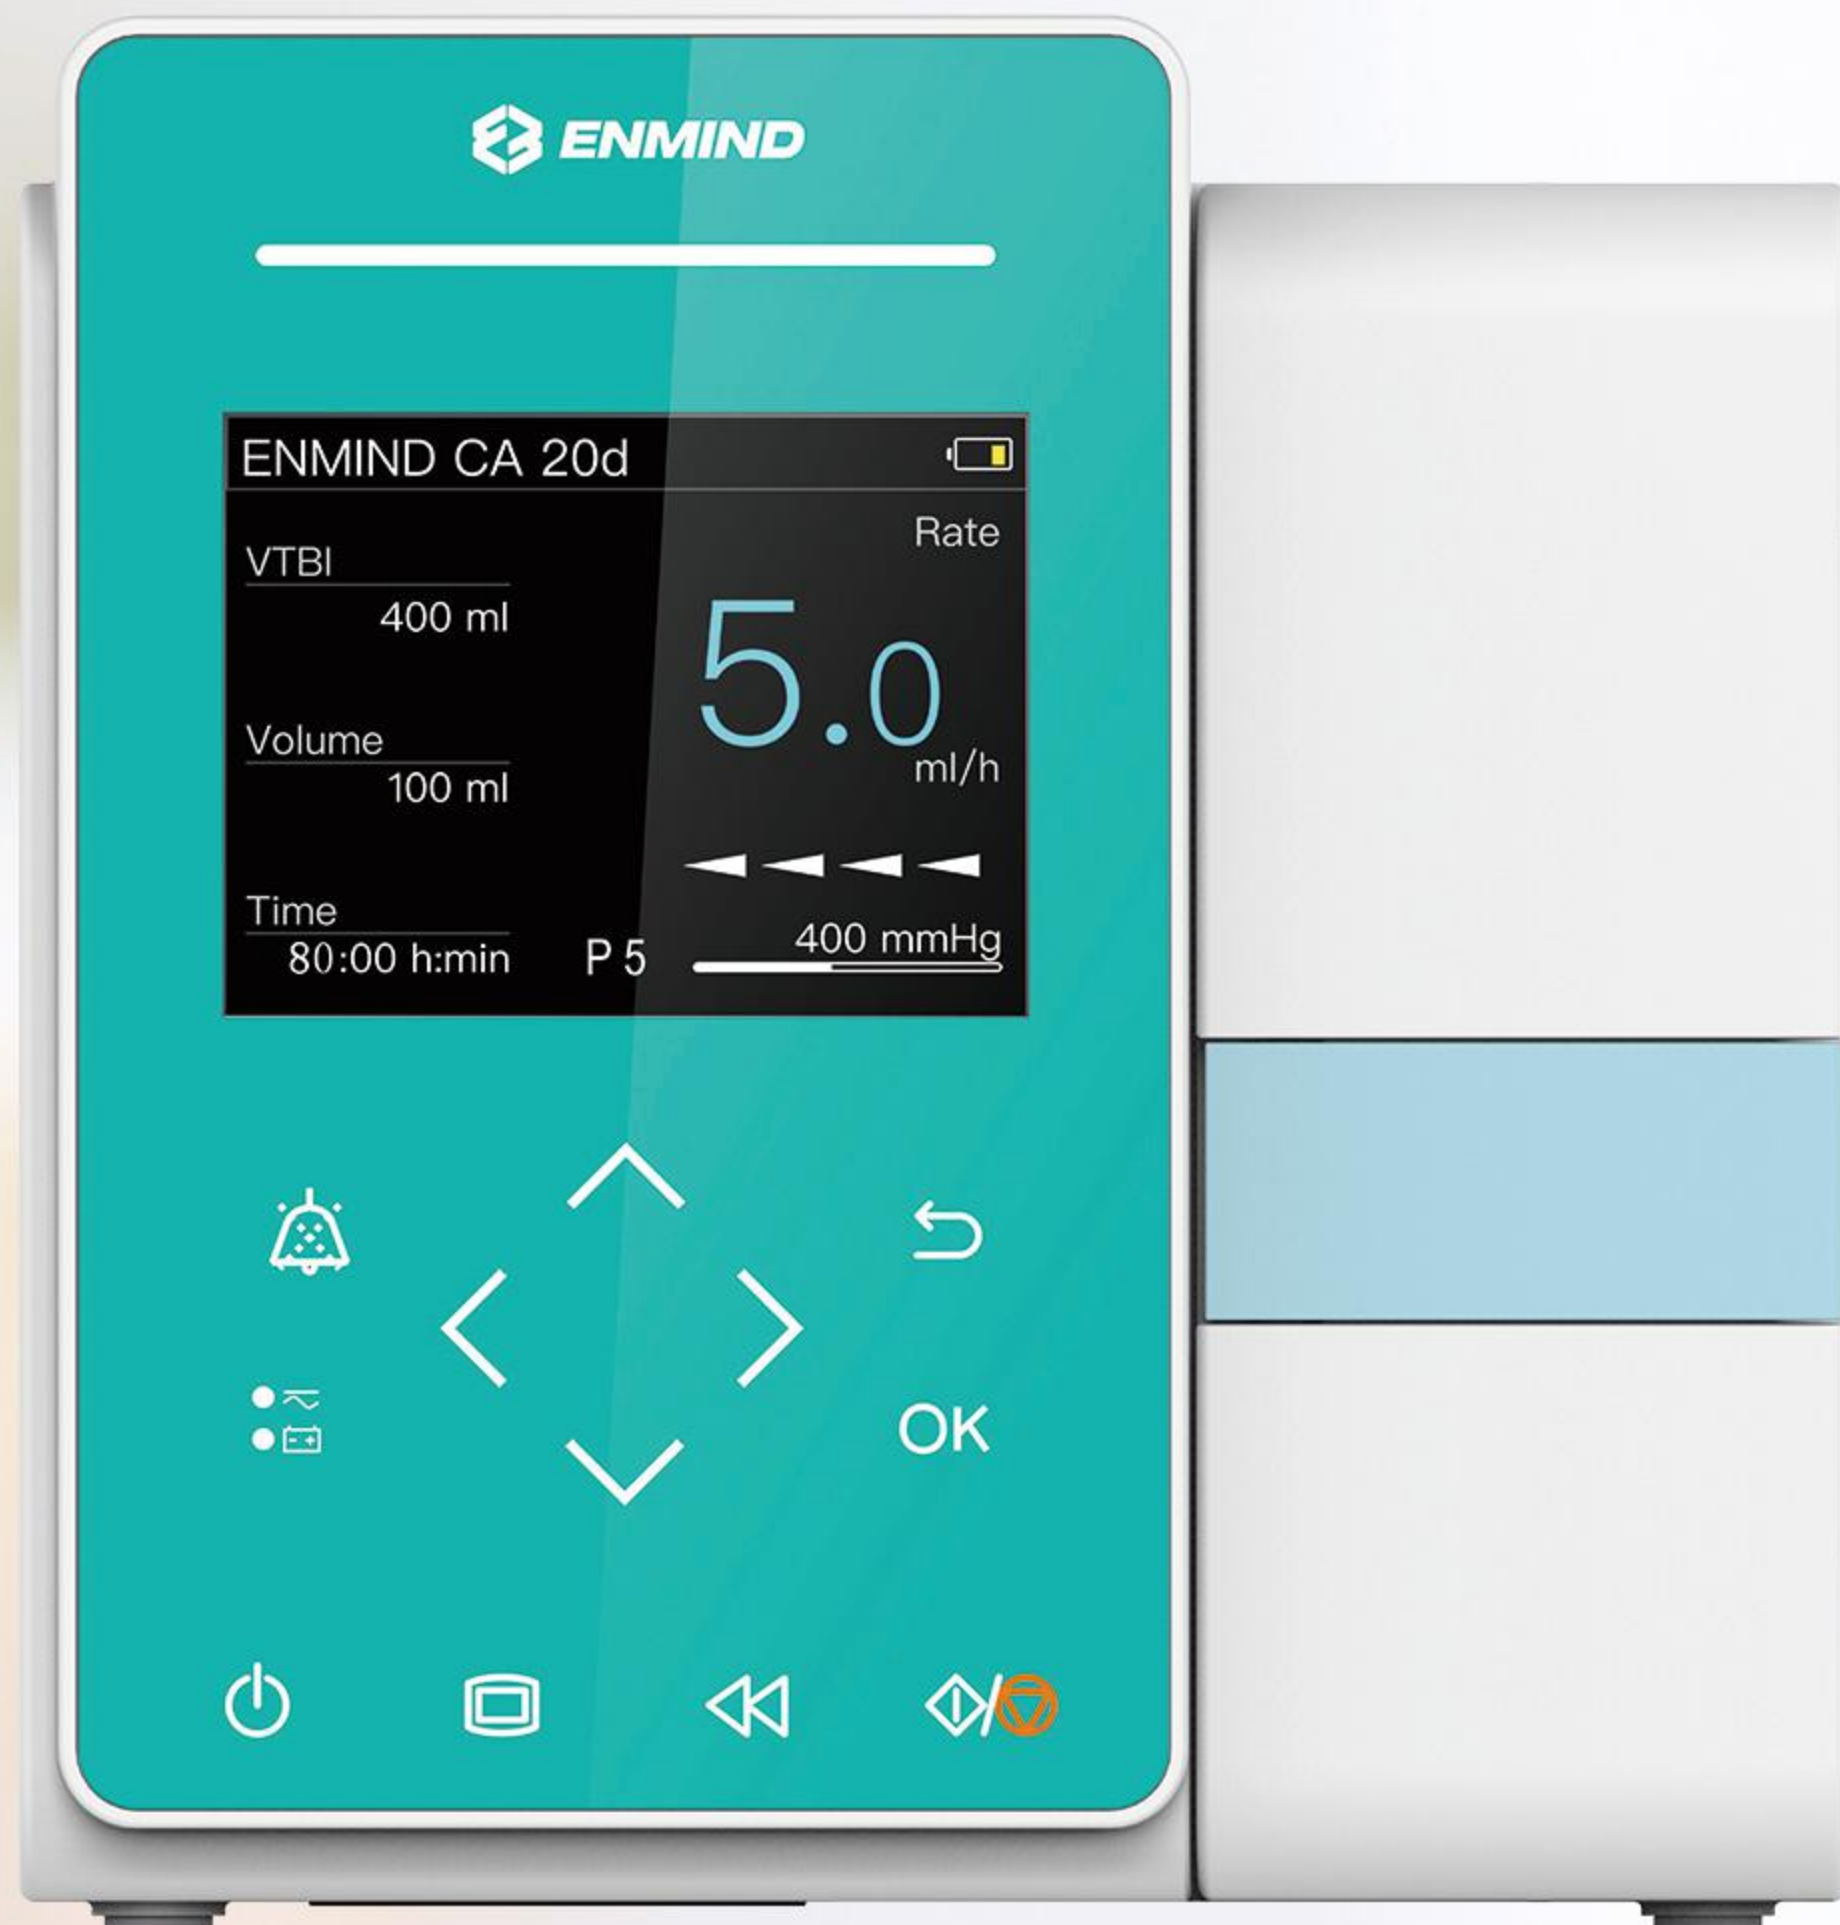 ENMIND
ENMIND CA 20d
Rate
VTBI
400 ml
5.0
ml/h
Volume
100 ml
Time
80:00 h:min
P 5
400 mmHg
OK